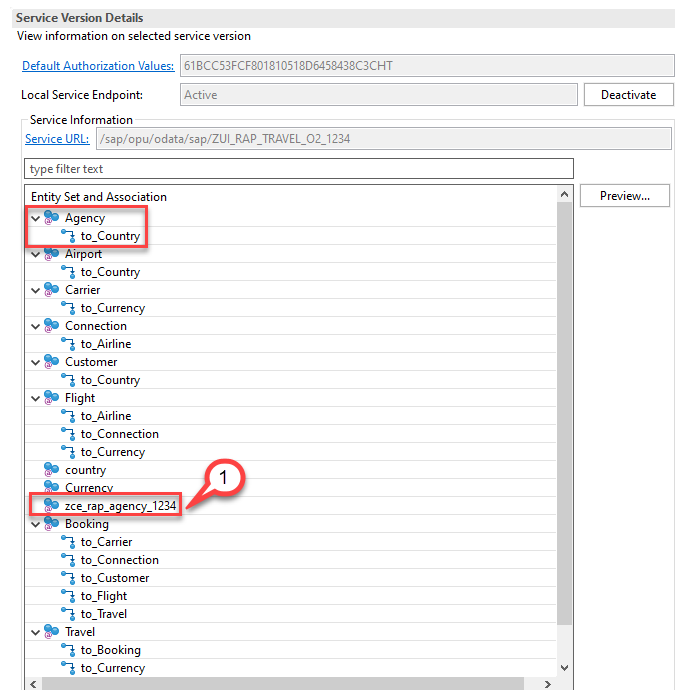 Service Version Details
View information on selected service version
Default Authorization Values: 61BCC53FCF801810518D6458438C3CHT
Local Service Endpoint: Active Deactivate
Service Information
Service URL: /sap/opu/odata/sap/ZUI_RAP_TRAVEL_O2_1234
type filter text
Entity Set and Association Preview...
Agency
to_Country
Airport
to_Country
Carrier
to_Currency
Connection
to_Airline
Customer
to_Country
Flight
to_Airline
to_Connection
to_Currency
country
1
Currency
zce_rap_agency_1234
Booking
to_Carrier
to_Connection
to_Customer
to_Flight
to_Travel
Travel
to_Booking
to_Currency